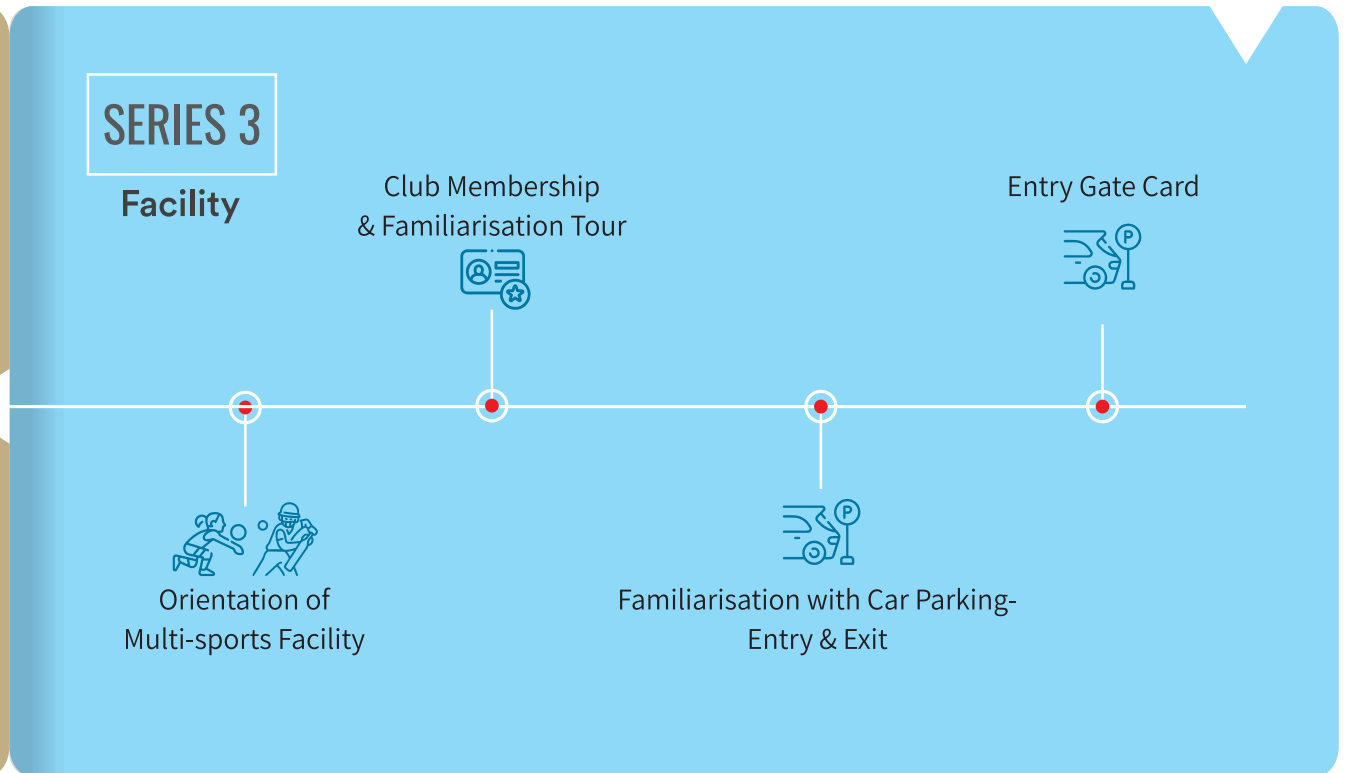 SERIES 3
Facility
Club Membership
& Familiarisation Tour
Entry Gate Card
P
P
Orientation of
Multi-sports Facility
Familiarisation with Car Parking-
Entry & Exit